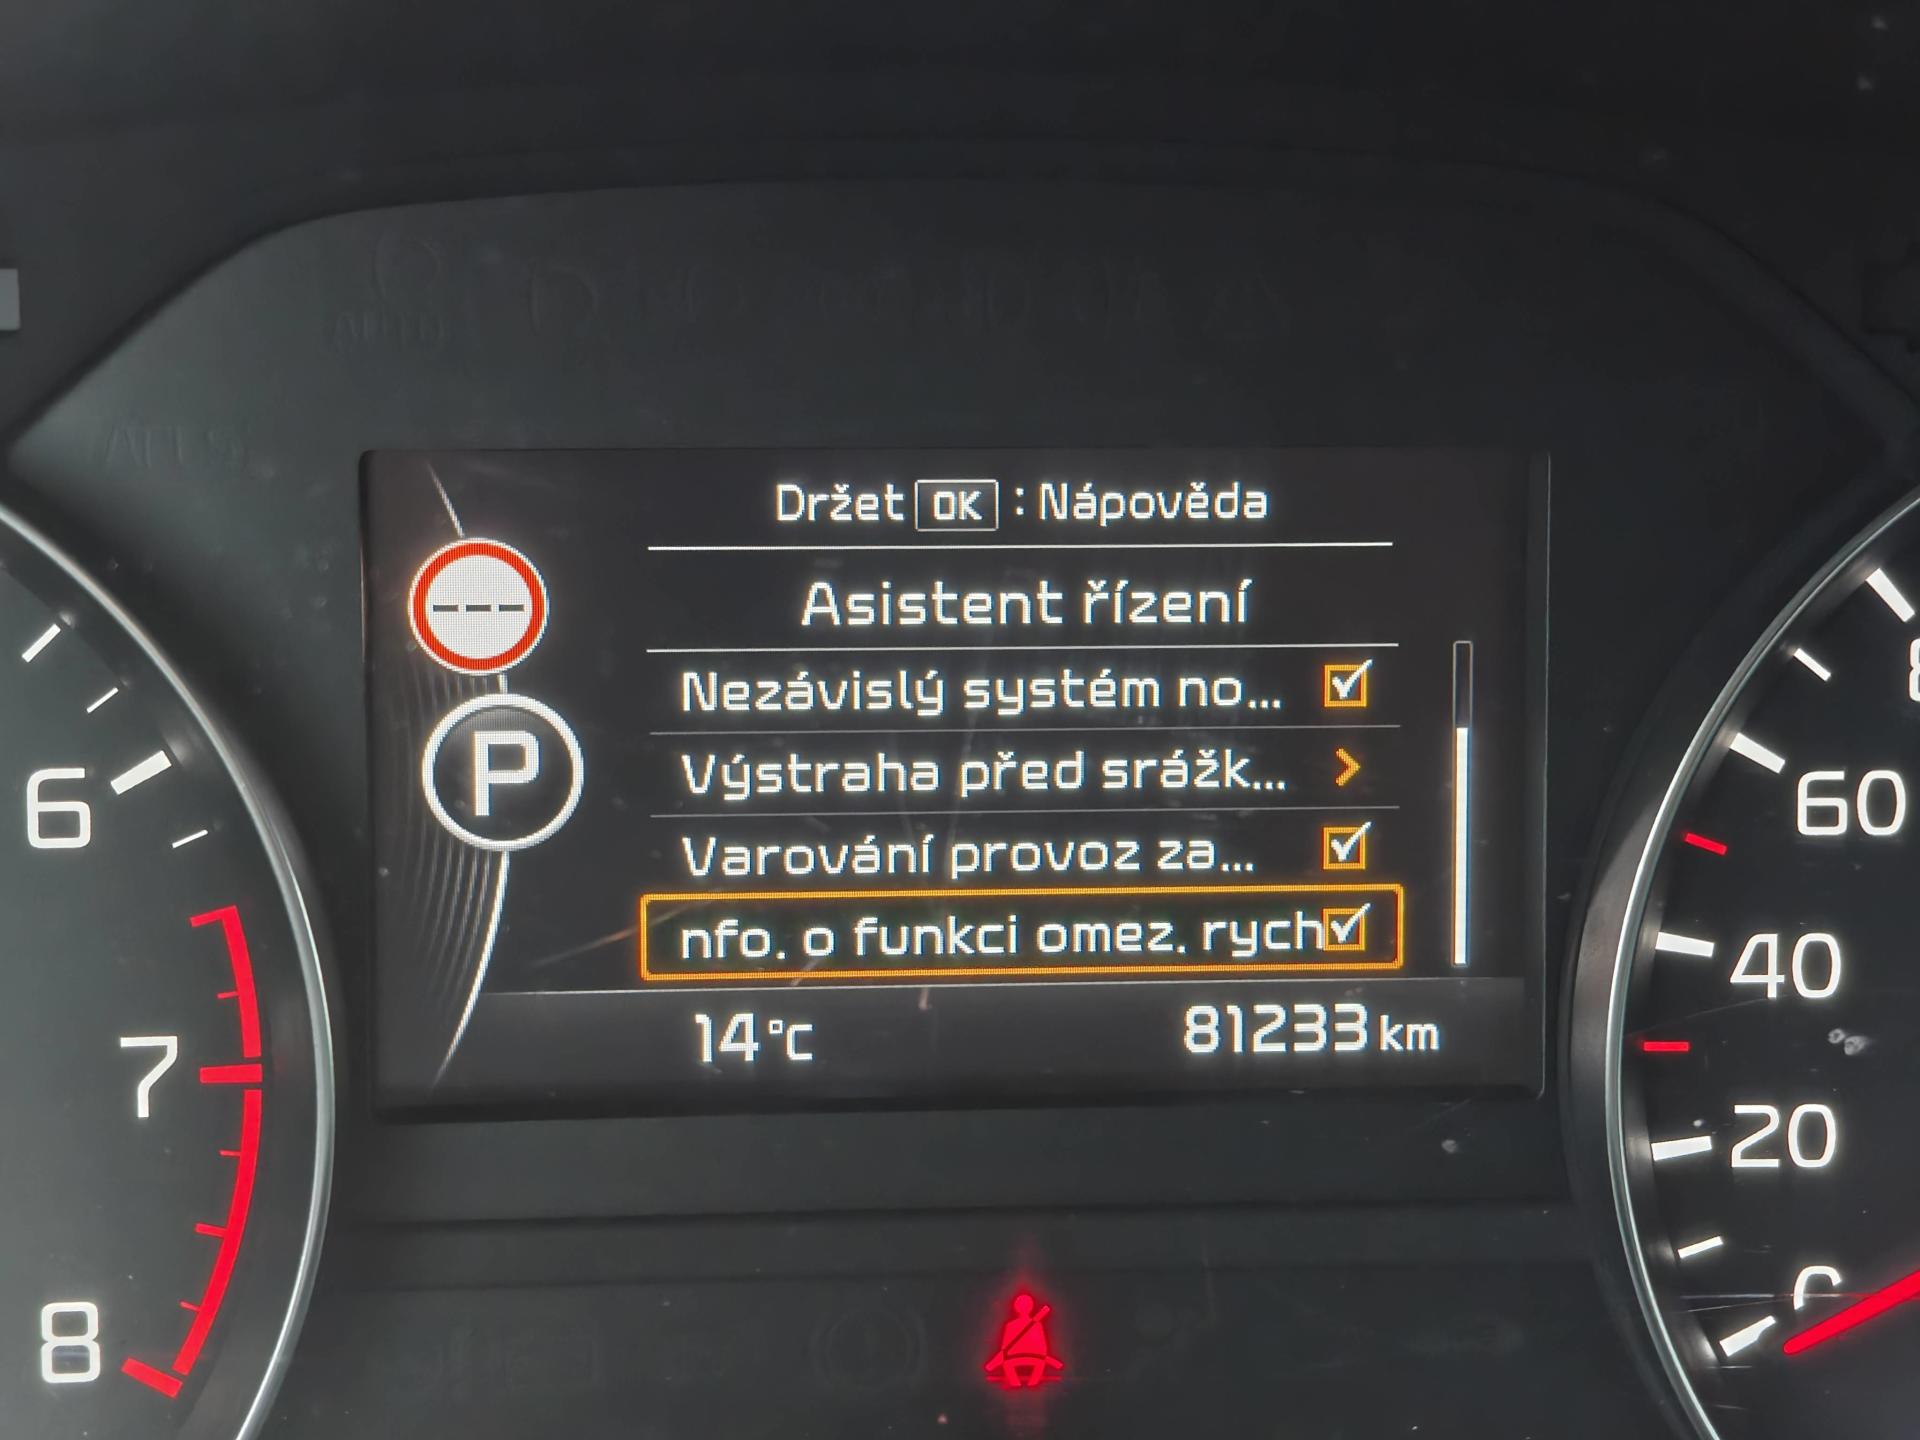 Držet OK : Nápověda
Asistent řízení
Nezávislý systém no...
Výstraha před srážk...
Varování provoz za...
nfo. o funkci omez. rych
P
14°C
81233 km
6
7
8
60
40
20
0